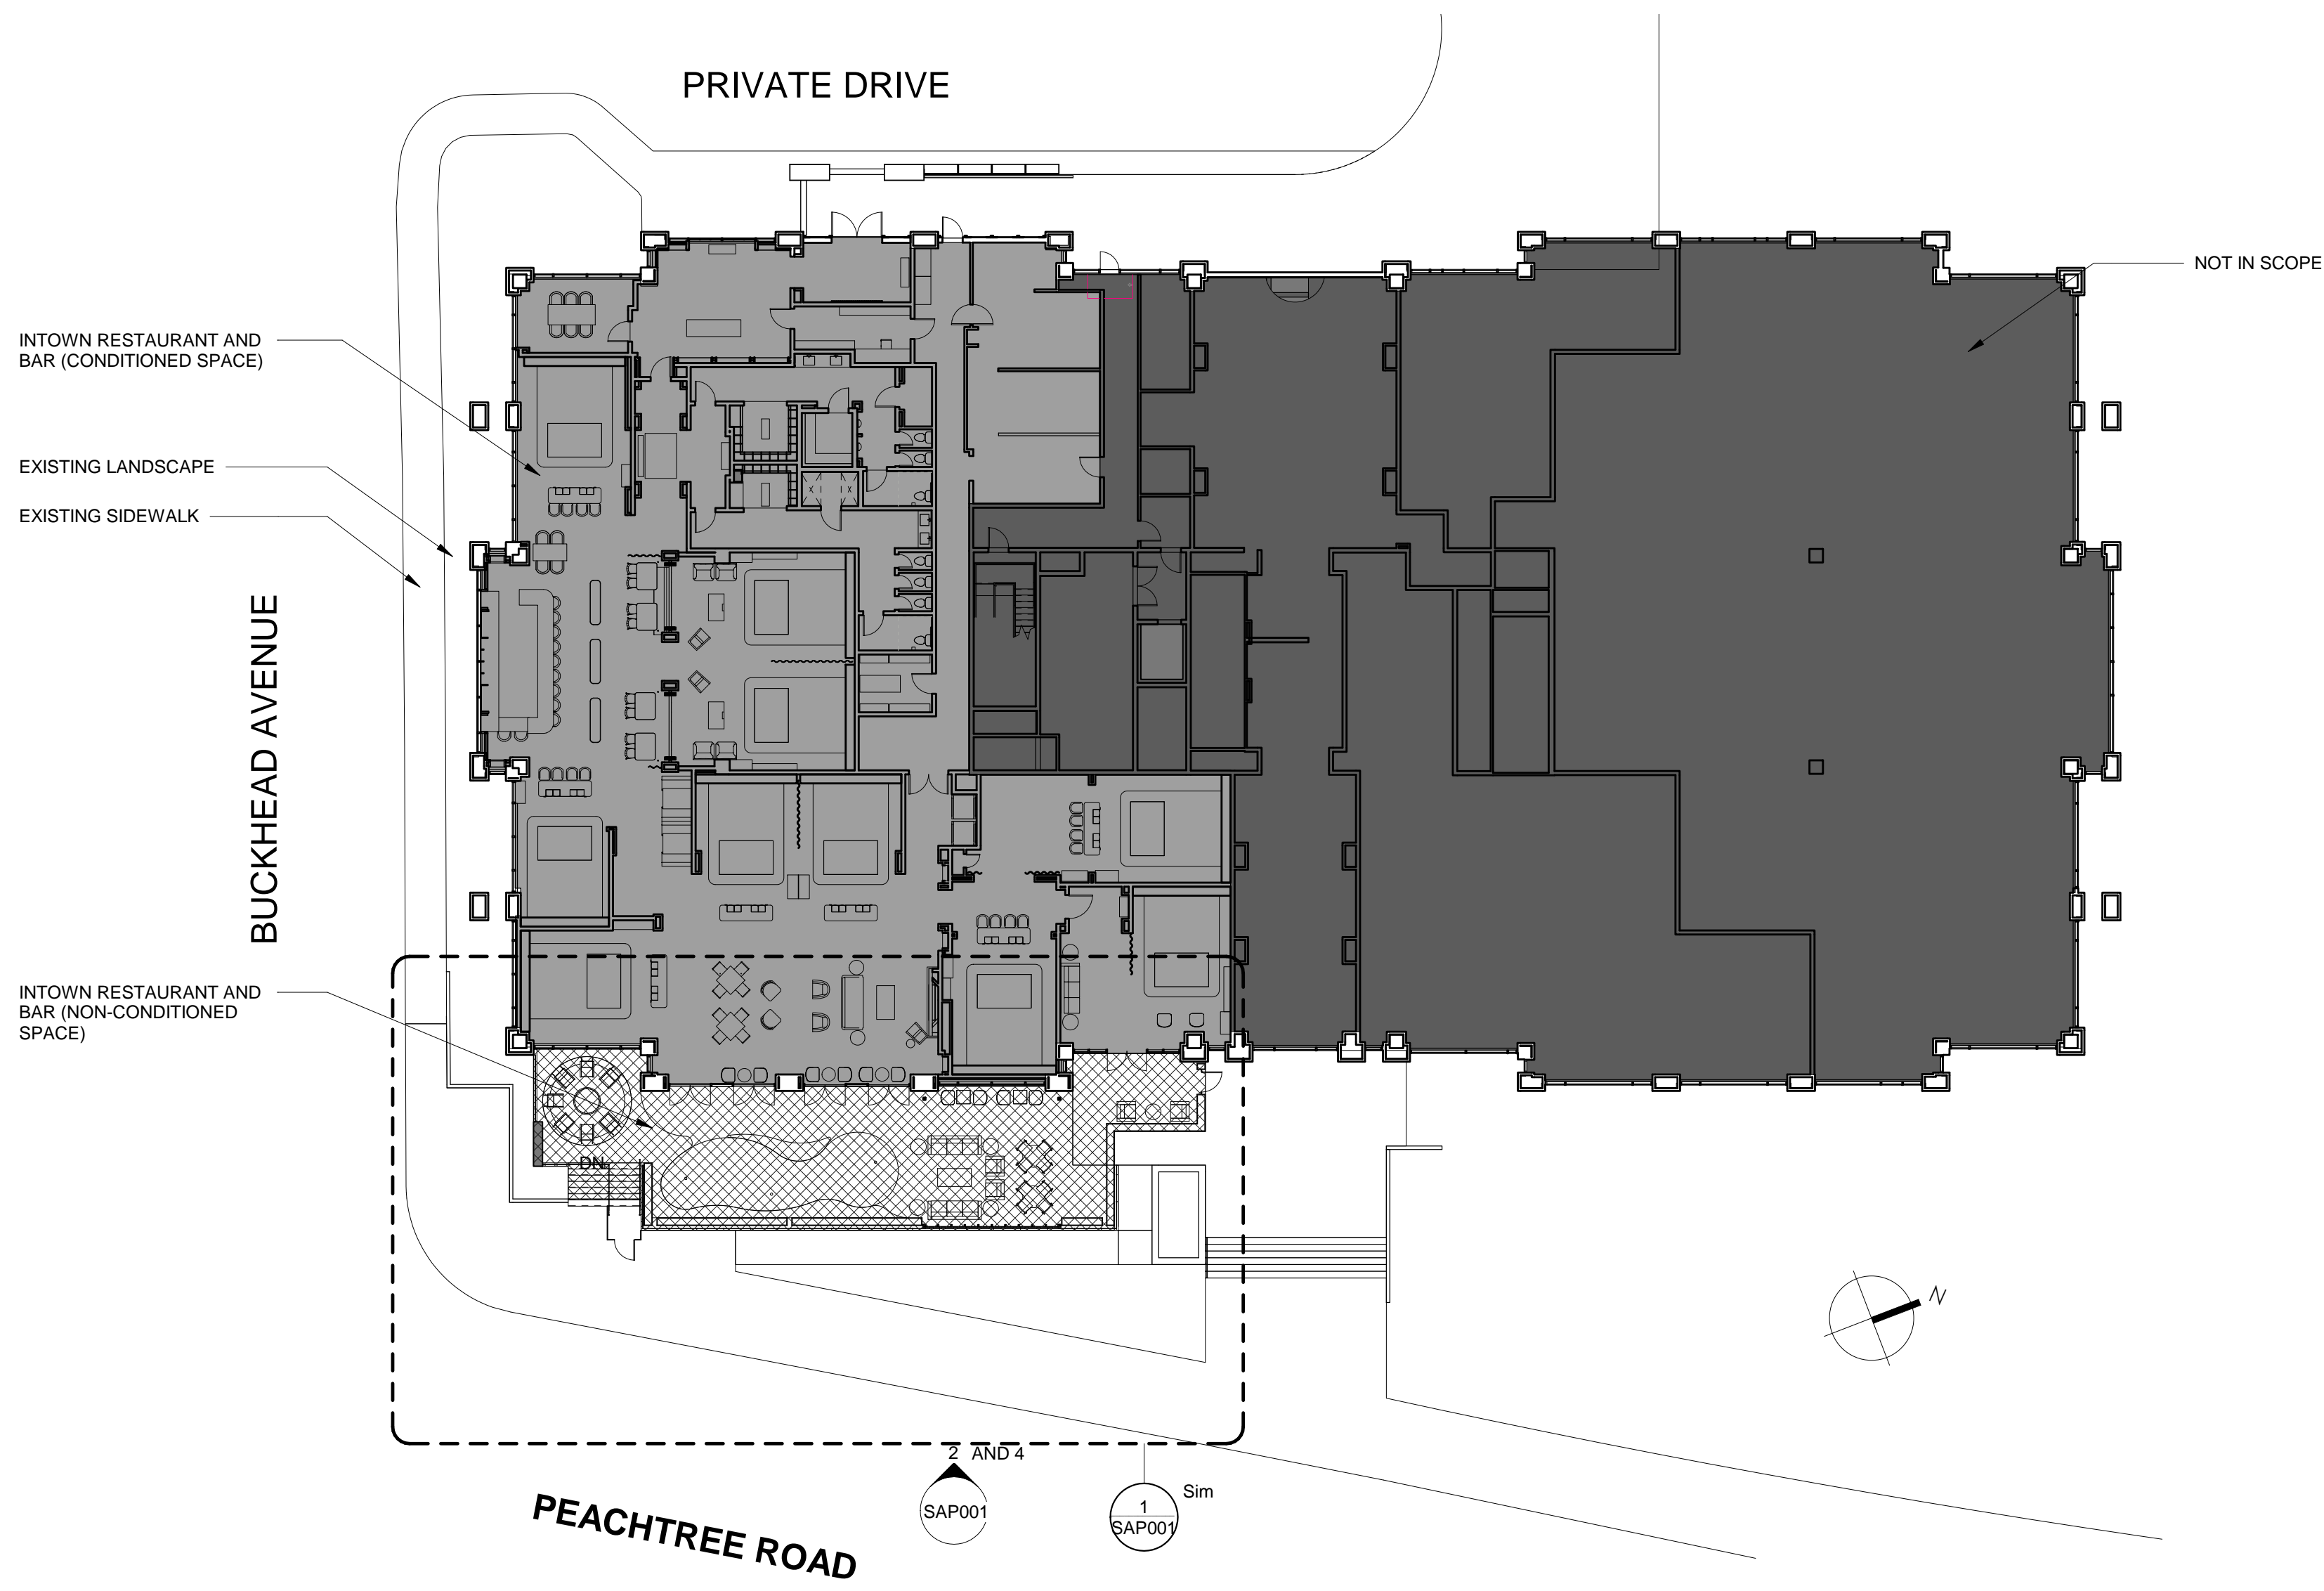 PRIVATE DRIVE
NOT IN SCOPE
INTOWN RESTAURANT AND
BAR (CONDITIONED SPACE)
EXISTING LANDSCAPE
EXISTING SIDEWALK
BUCKHEAD AVENUE
INTOWN RESTAURANT AND
BAR (NON-CONDITIONED
SPACE)
DN
N
2 AND 4
SAP001
1
SAP001
Sim
PEACHTREE ROAD